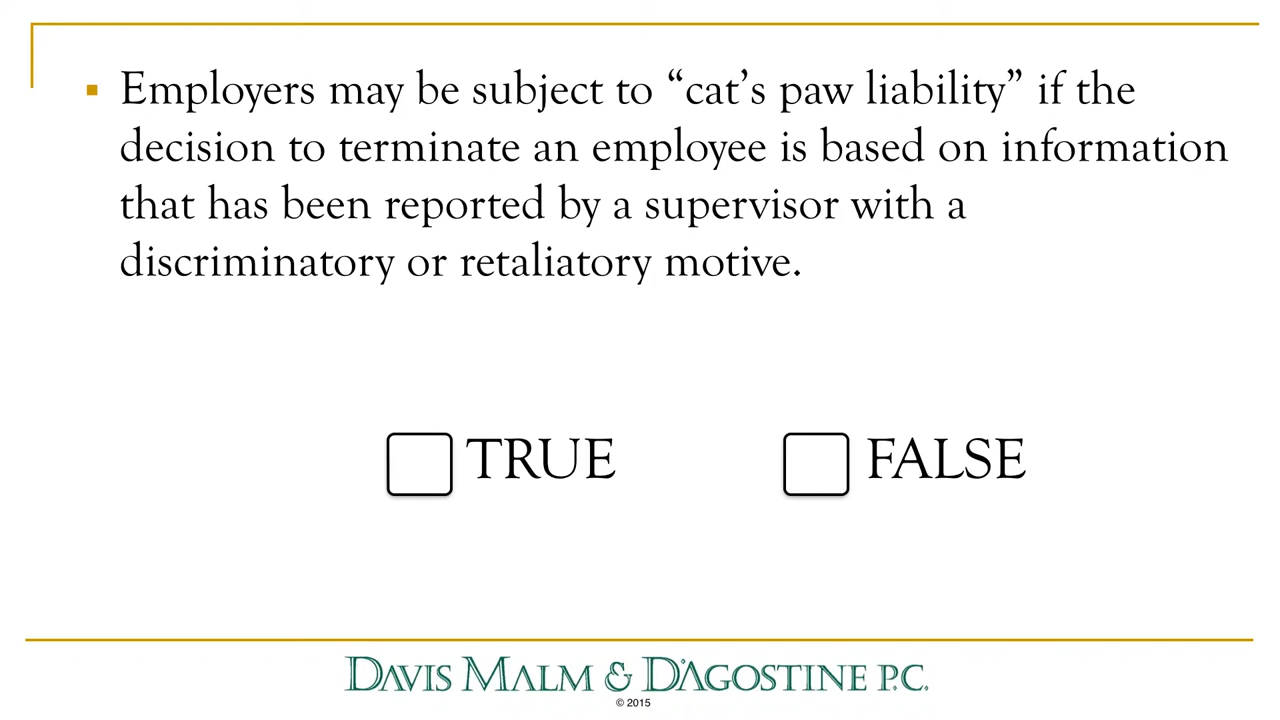 ▪ Employers may be subject to “cat’s paw liability” if the
decision to terminate an employee is based on information
that has been reported by a supervisor with a
discriminatory or retaliatory motive.
TRUE FALSE
DAVIS MALM & D'AGOSTINE P.C.
© 2015